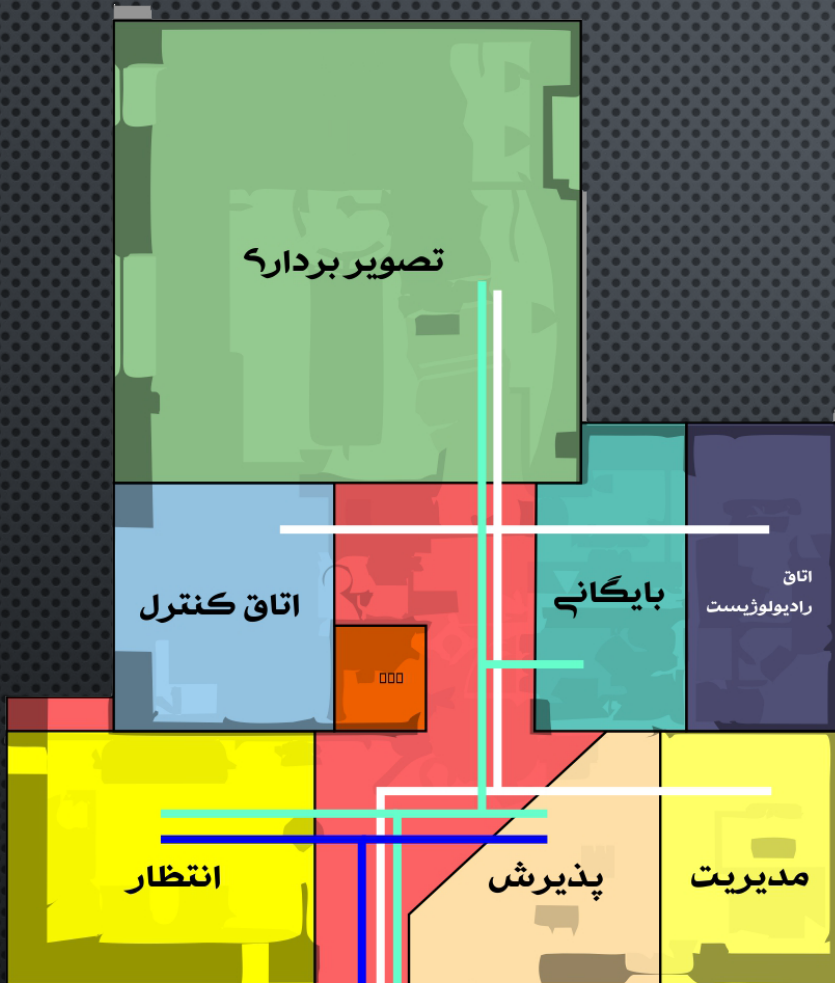 تصویر برداری
اتاق
رادیولوژیست
بایگانی
اتاق کنترل
مدیریت
پذیرش
انتظار